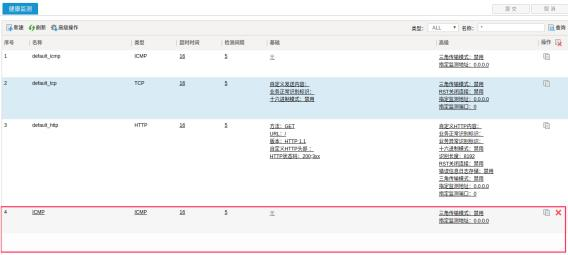 健康监测
提 交 取 消
新建 刷新 高级操作 类型： ALL 名称： * 查询
序号 名称 类型 超时时间 检测间隔 基础 高级 操作
1 default_icmp ICMP 16 5 无 三角传输模式：禁用
指定监测地址：0.0.0.0
2 default_tcp TCP 16 5 自定义发送内容： 三角传输模式：禁用
业务正常识别标识： RST关闭连接：禁用
十六进制模式：禁用 指定监测地址：0.0.0.0
指定监测端口：0
3 default_http HTTP 16 5 方法：GET 自定义HTTP内容：
URL：/ 业务正常识别标识：
版本：HTTP 1.1 业务异常识别标识：
自定义HTTP头部： 十六进制模式：禁用
HTTP状态码：200;3xx 识别长度：8192
RST关闭连接：禁用
错误信息日志存储：禁用
三角传输模式：禁用
指定监测地址：0.0.0.0
指定监测端口：0
4 ICMP ICMP 16 5 无 三角传输模式：禁用
指定监测地址：0.0.0.0